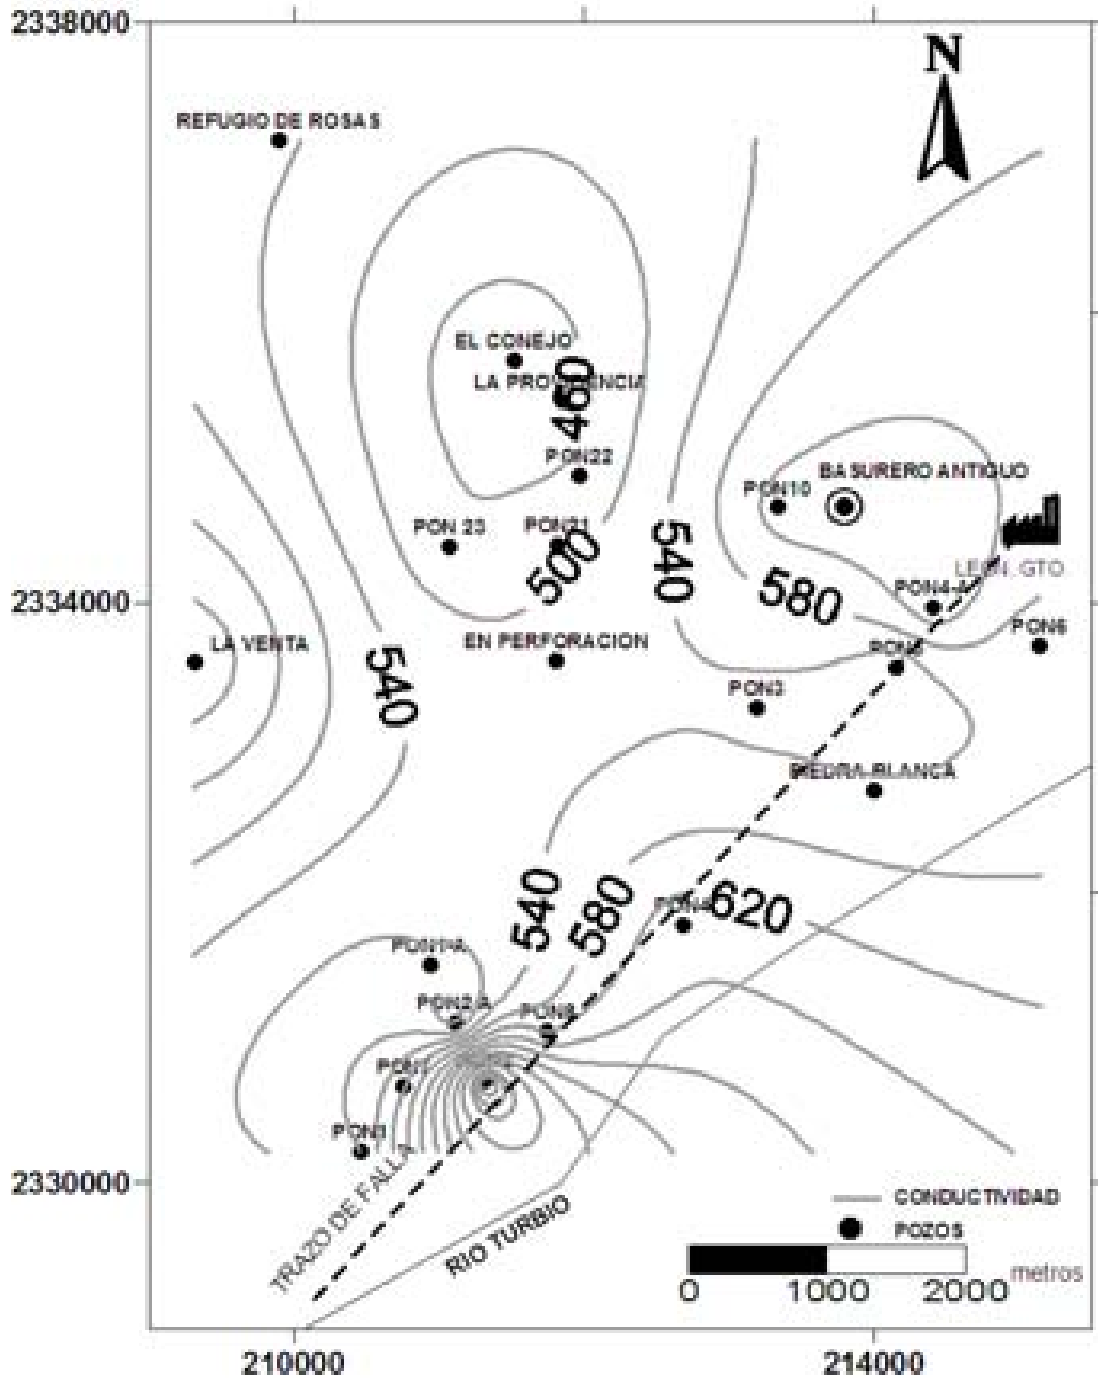 2338000
N
REFUGIO DE ROSAS
EL CONEJO
LA PROVIDENCIA
460
PON22
BASURERO ANTIGUO
PON10
PON 23
PON21
500
540
580
LEON, GTO
PON4-A
2334000
LA VENTA
EN PERFORACION
PON6
540
PON3
PIEDRA BLANCA
540
580
620
PON1-A
PON2-A
2330000
TRAZO DE FALLA
RIO TURBIO
CONDUCTIVIDAD
POZOS
metros
0 1000 2000
210000 214000